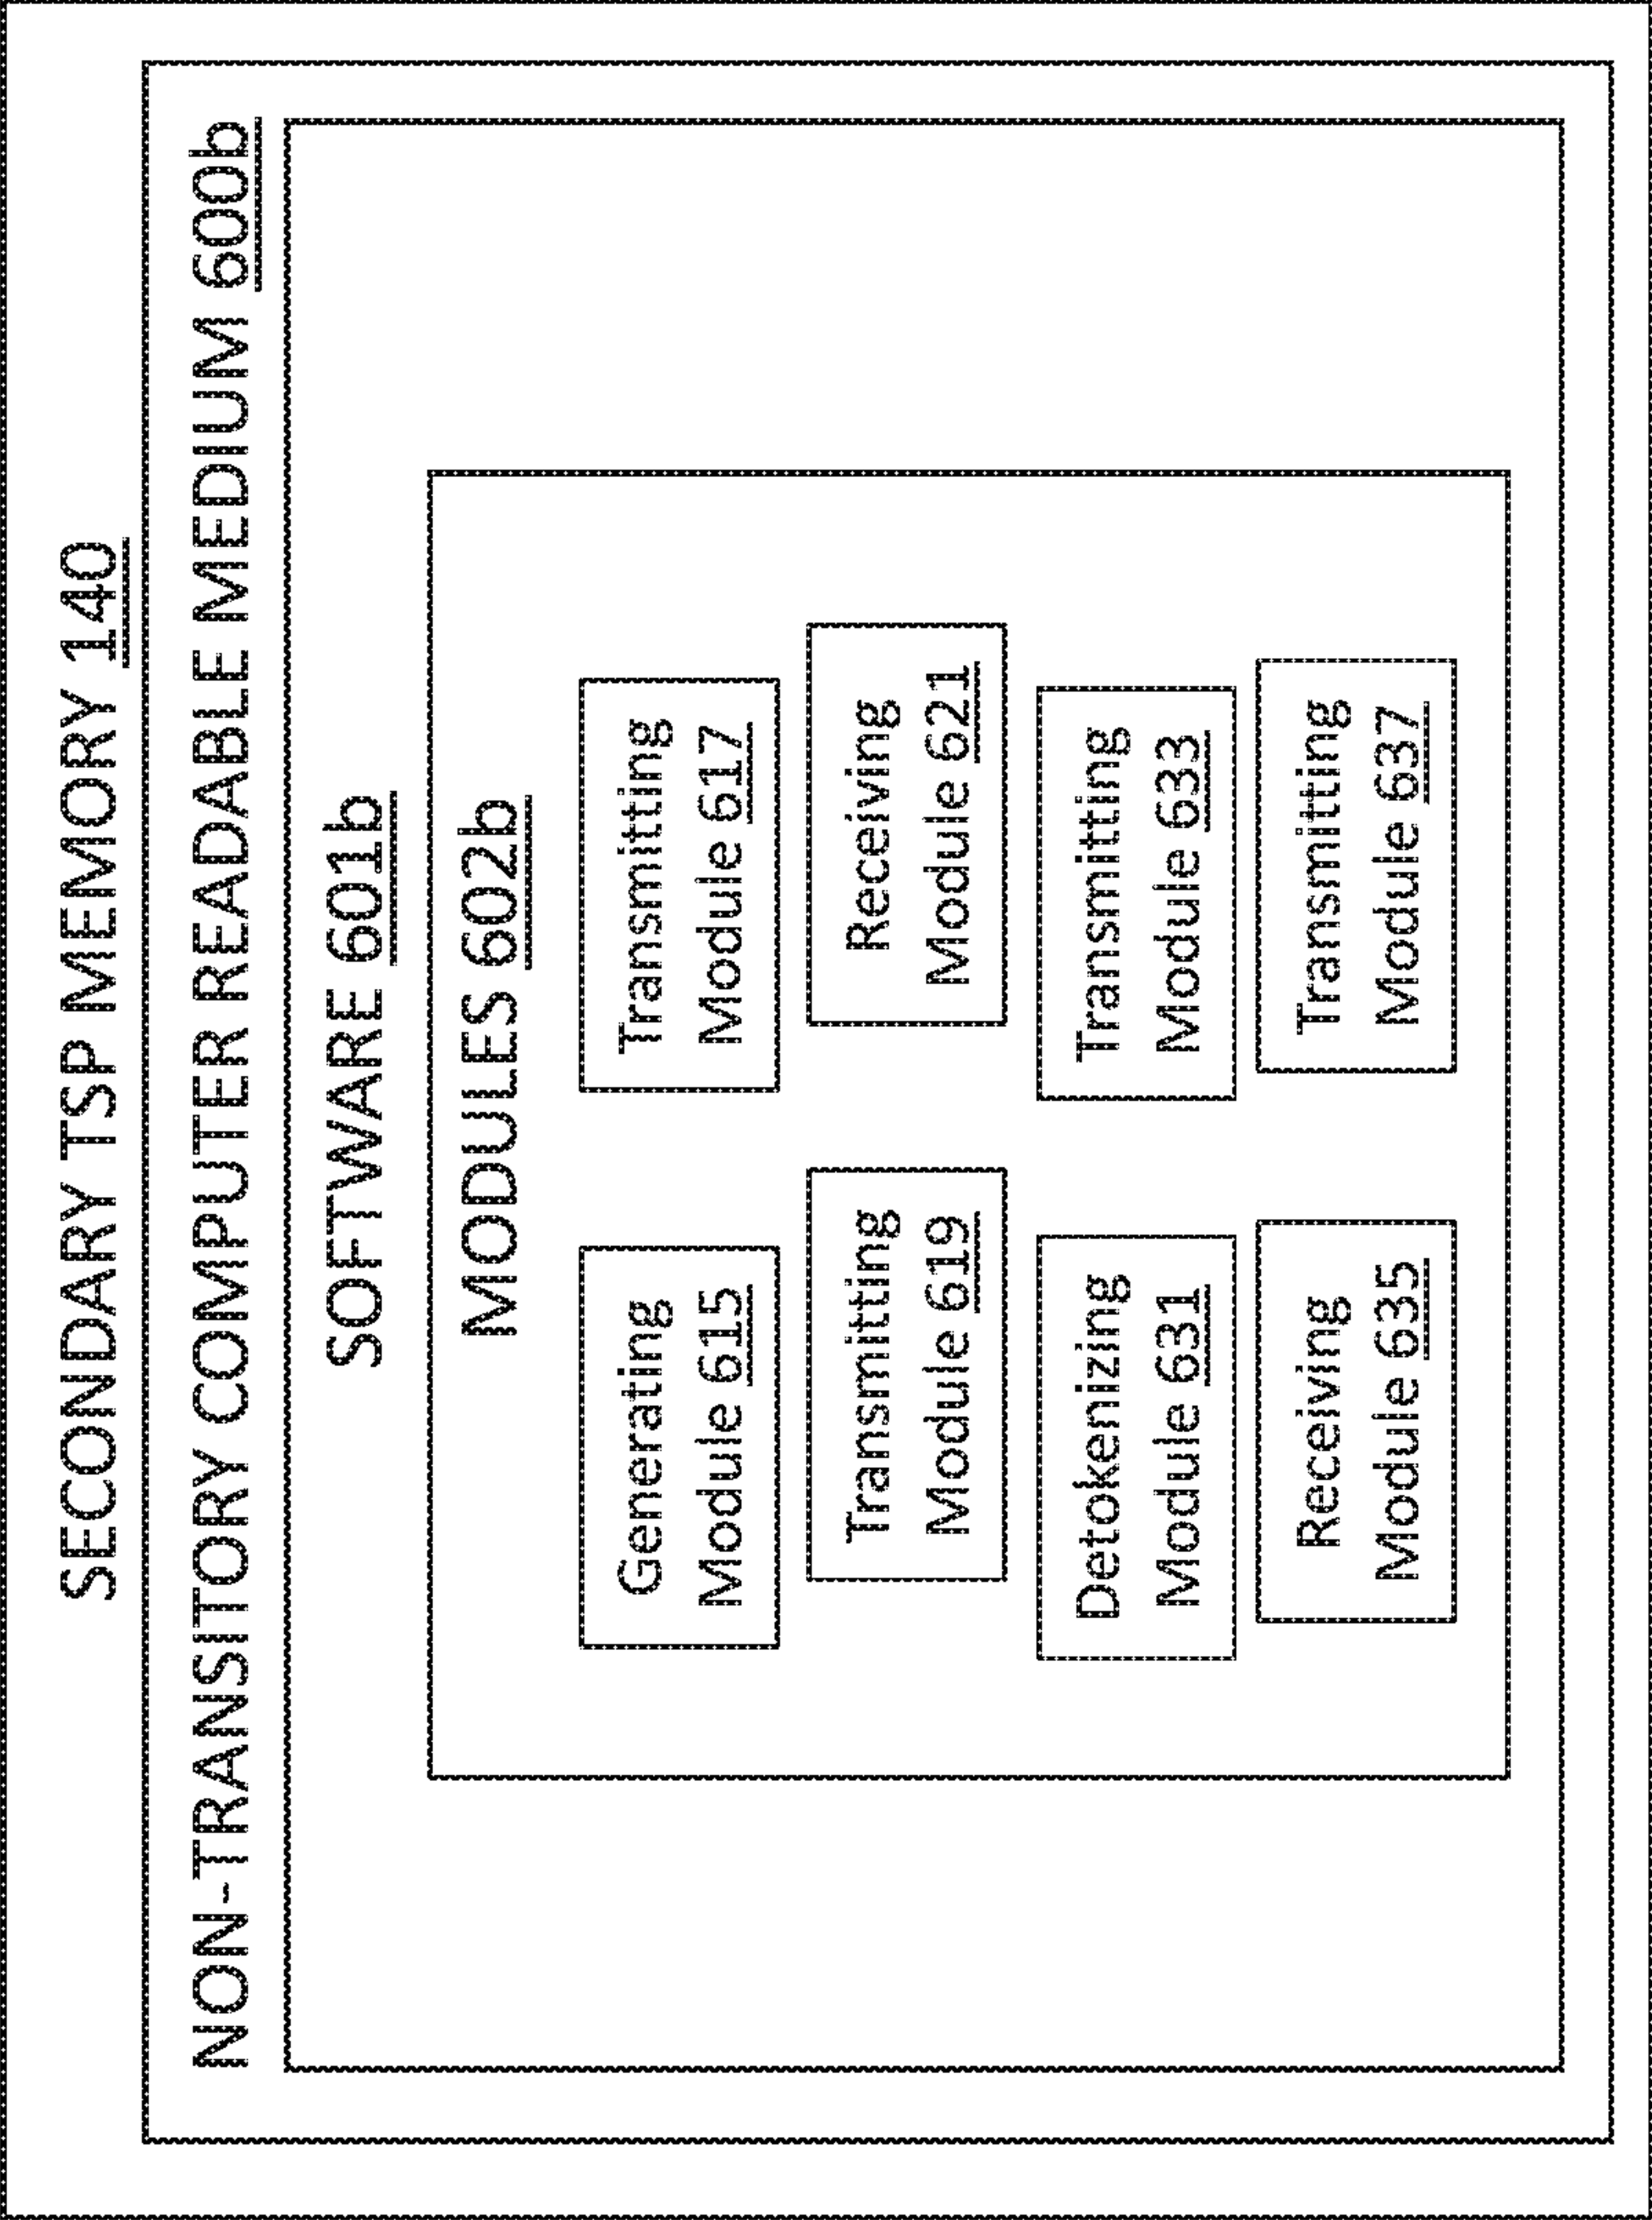 SECONDARY TSP MEMORY 140
NON-TRANSITORY COMPUTER READABLE MEDIUM 600b
SOFTWARE 601b
MODULES 602b
Generating
Module 615
Transmitting
Module 617
Transmitting
Module 619
Receiving
Module 621
Detokenizing
Module 631
Transmitting
Module 633
Receiving
Module 635
Transmitting
Module 637